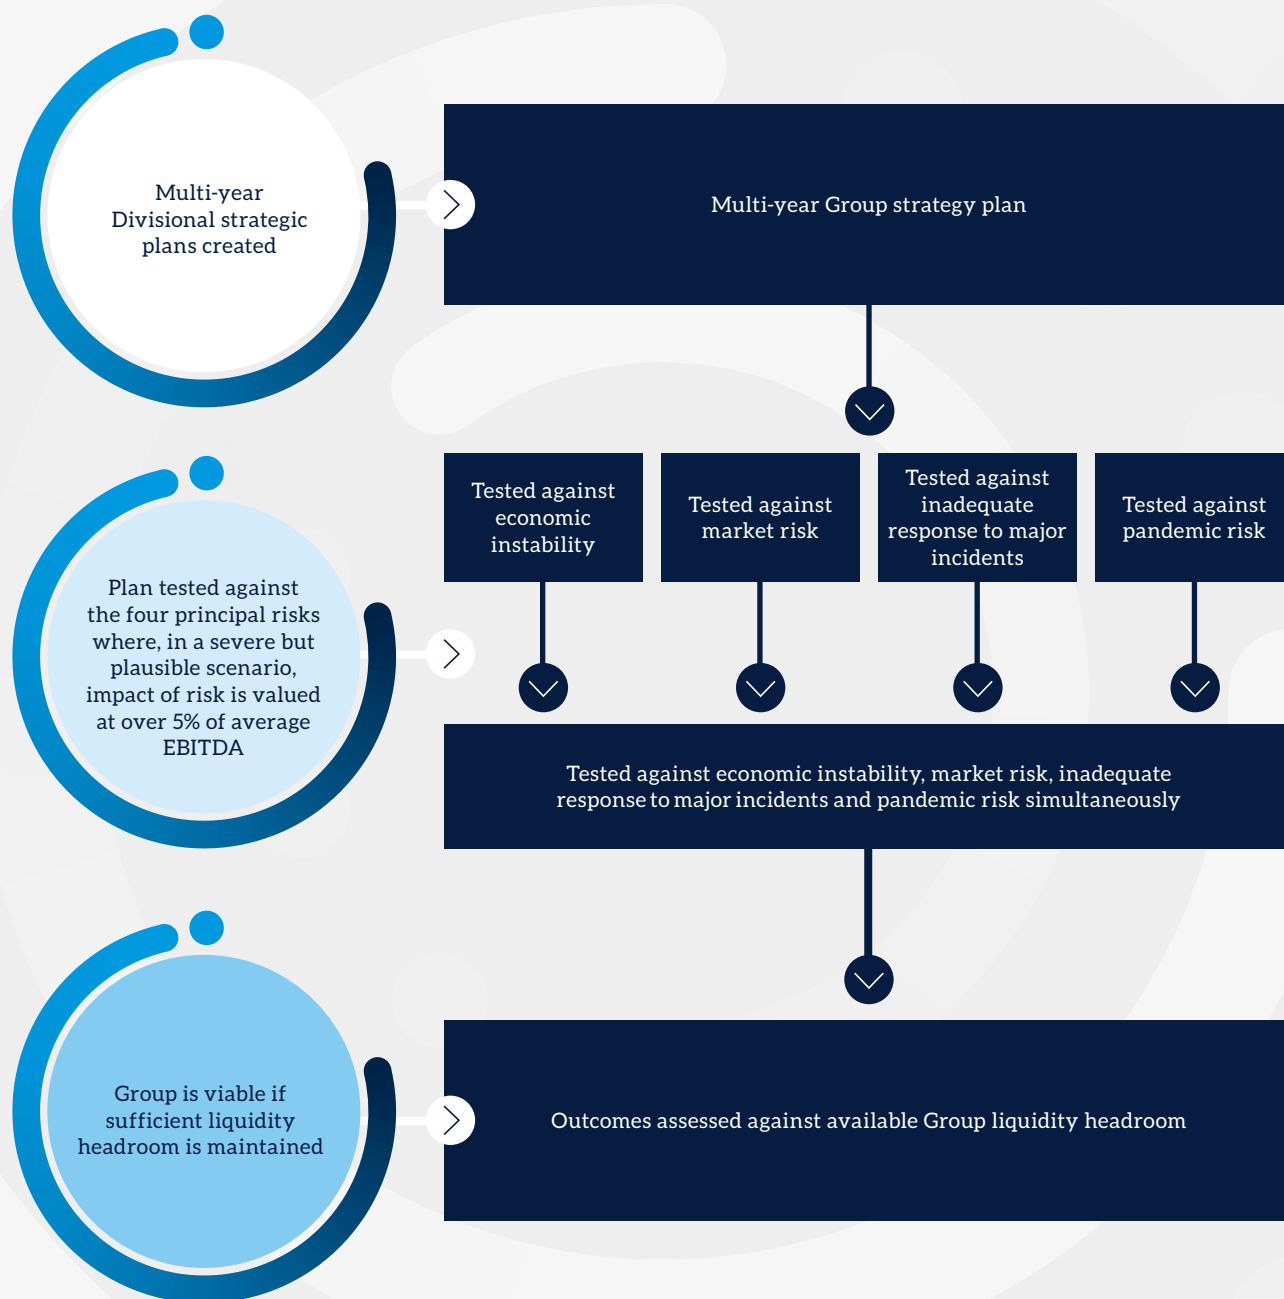 Multi-year
Divisional strategic
plans created
Multi-year Group strategy plan
Plan tested against
the four principal risks
where, in a severe but
plausible scenario,
impact of risk is valued
at over 5% of average
EBITDA
Tested against
economic
instability
Tested against
market risk
Tested against
inadequate
response to major
incidents
Tested against
pandemic risk
Tested against economic instability, market risk, inadequate
response to major incidents and pandemic risk simultaneously
Group is viable if
sufficient liquidity
headroom is maintained
Outcomes assessed against available Group liquidity headroom